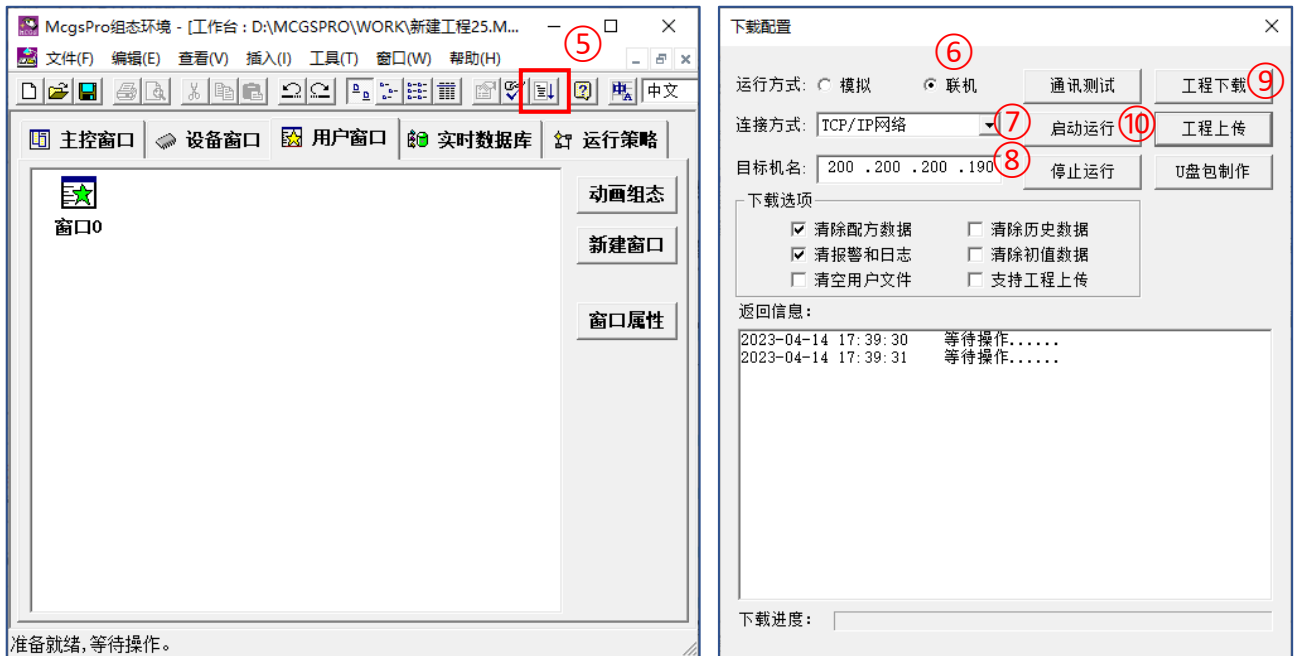 McgsPro组态环境 - [工作台 : D:\MCGSPRO\WORK\新建工程25.M...
⑤
文件(F) 编辑(E) 查看(V) 插入(I) 工具(T) 窗口(W) 帮助(H)
中文
主控窗口 设备窗口 用户窗口 实时数据库 运行策略
窗口0
动画组态
新建窗口
窗口属性
准备就绪,等待操作。
下载配置
⑥
运行方式: 模拟 联机 通讯测试 工程下载 ⑨
连接方式: TCP/IP网络 ⑦ 启动运行 ⑩ 工程上传
目标机名: 200 .200 .200 .190 ⑧ 停止运行 U盘包制作
下载选项
清除配方数据 清除历史数据
清报警和日志 清除初值数据
清空用户文件 支持工程上传
返回信息:
2023-04-14 17:39:30 等待操作......
2023-04-14 17:39:31 等待操作......
下载进度: